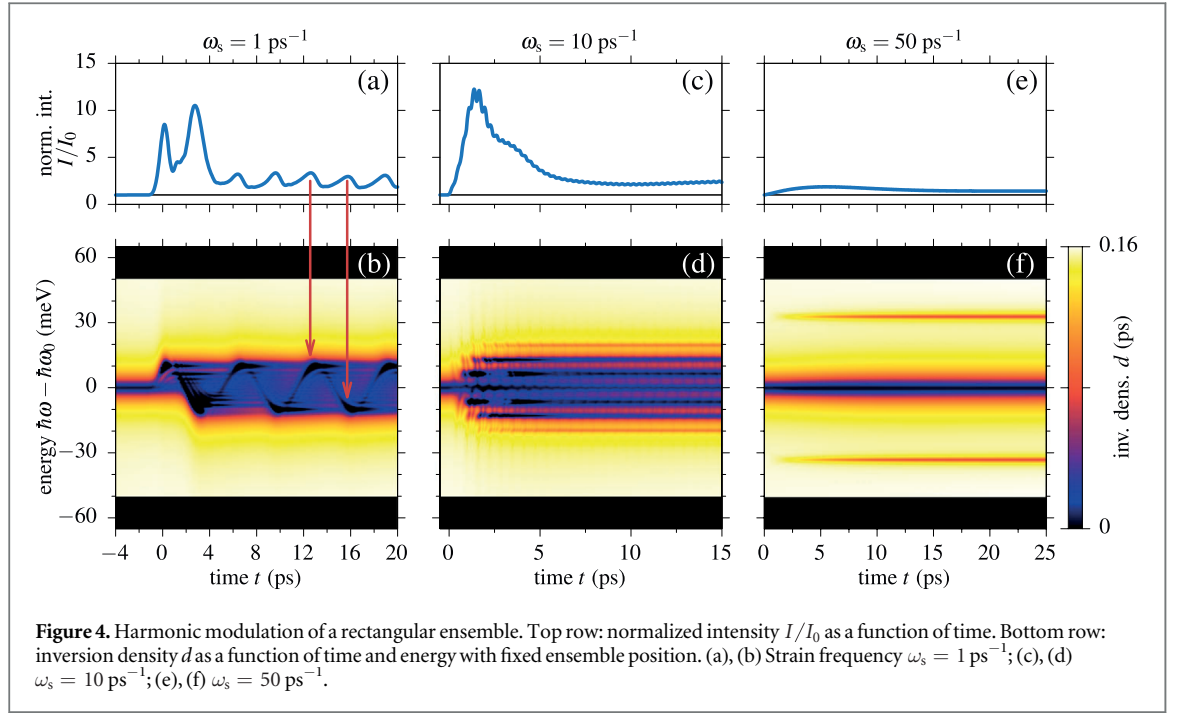 ωs = 1 ps−1 ωs = 10 ps−1 ωs = 50 ps−1
15 (a) (c) (e)
10
5
0
norm. int.
I/I0
60 (b) (d) (f) 0.16
30
0
−30
−60
energy ħω − ħω0 (meV)
inv. dens. d (ps)
0
−4 0 4 8 12 16 20 0 5 10 15 0 5 10 15 20 25
time t (ps) time t (ps) time t (ps)
Figure 4. Harmonic modulation of a rectangular ensemble. Top row: normalized intensity I/I0 as a function of time. Bottom row:
inversion density d as a function of time and energy with fixed ensemble position. (a), (b) Strain frequency ωs = 1 ps−1; (c), (d)
ωs = 10 ps−1; (e), (f) ωs = 50 ps−1.